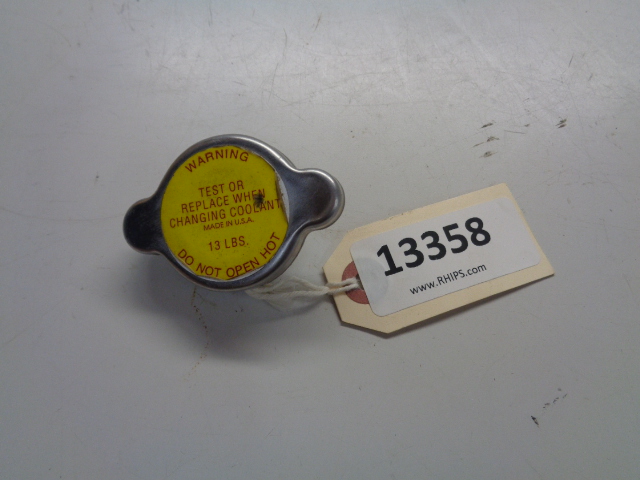 WARNING
TEST OR
REPLACE WHEN
CHANGING COOLANT
MADE IN U.S.A.
13 LBS.
DO NOT OPEN HOT
13358
www.RHIPS.com